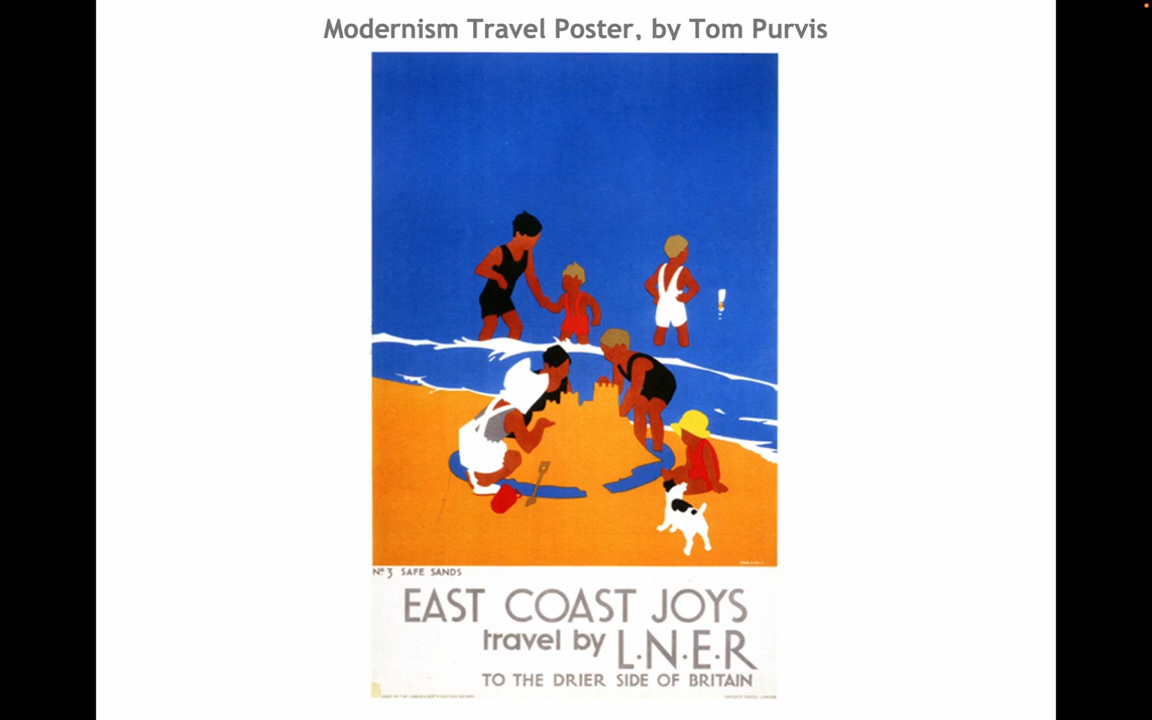 Modernism Travel Poster, by Tom Purvis
Nº 3 SAFE SANDS
EAST COAST JOYS
travel by L·N·E·R
TO THE DRIER SIDE OF BRITAIN